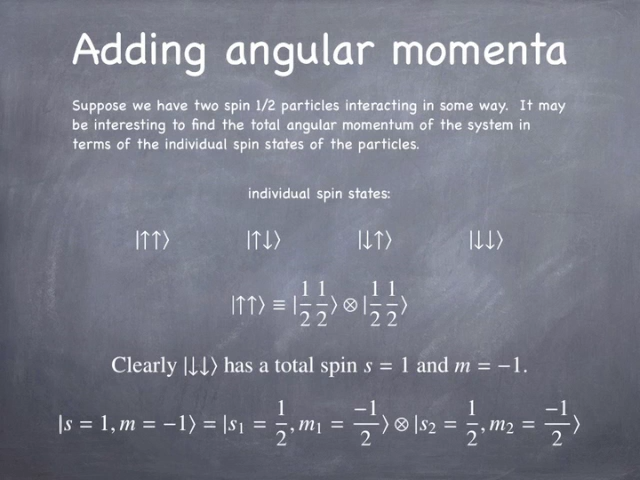 Adding angular momenta
Suppose we have two spin 1/2 particles interacting in some way. It may
be interesting to find the total angular momentum of the system in
terms of the individual spin states of the particles.
individual spin states:
|↑↑⟩ |↑↓⟩ |↓↑⟩ |↓↓⟩
|↑↑⟩ ≡ |1/2 1/2⟩ ⊗ |1/2 1/2⟩
Clearly |↓↓⟩ has a total spin s = 1 and m = −1.
|s = 1, m = −1⟩ = |s₁ = 1/2, m₁ = −1/2⟩ ⊗ |s₂ = 1/2, m₂ = −1/2⟩